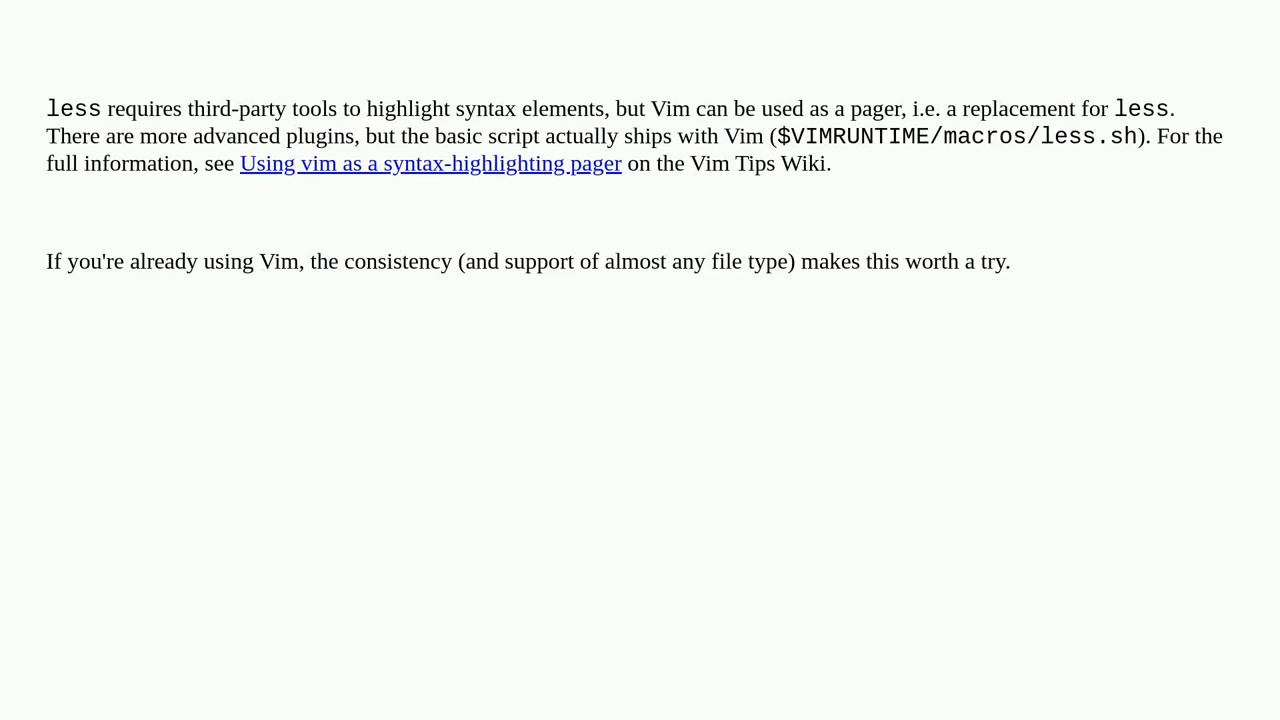 less requires third-party tools to highlight syntax elements, but Vim can be used as a pager, i.e. a replacement for less.
There are more advanced plugins, but the basic script actually ships with Vim ($VIMRUNTIME/macros/less.sh). For the
full information, see Using vim as a syntax-highlighting pager on the Vim Tips Wiki.
If you're already using Vim, the consistency (and support of almost any file type) makes this worth a try.